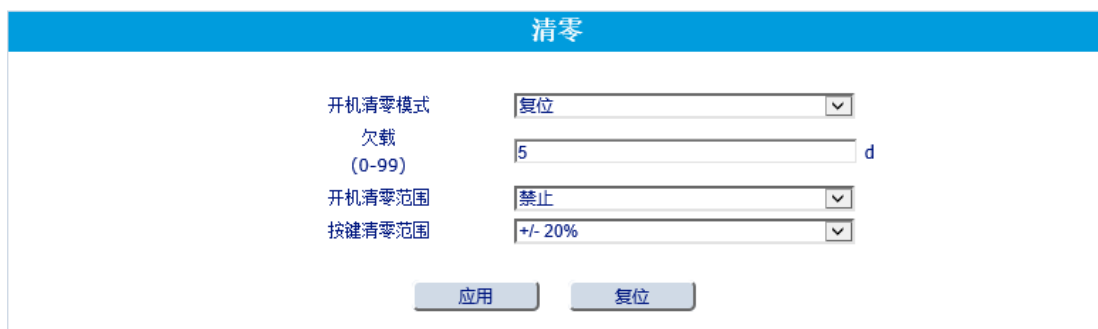 清零
开机清零模式 复位
欠载
(0-99)
5 d
开机清零范围 禁止
按键清零范围 +/- 20%
应用 复位